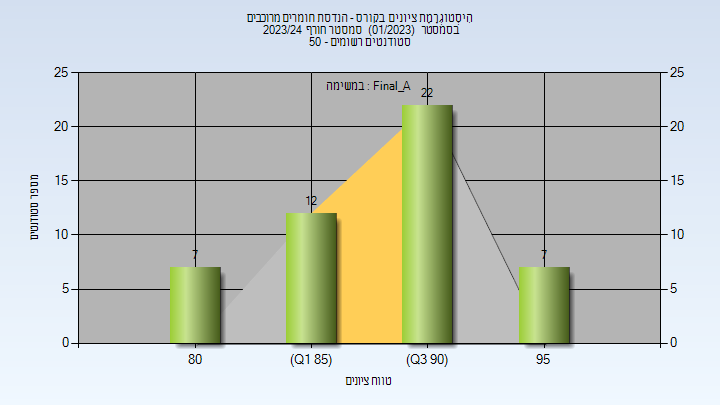 היסטוגרמת ציונים בקורס - הנדסת חומרים מרוכבים
בסמסטר (01/2023) סמסטר חורף 2023/24
סטודנטים רשומים - 50
במשימה : Final_A
25
20
15
10
5
0
25
20
15
10
5
0
7
12
22
7
80
(Q1 85)
(Q3 90)
95
מספר סטודנטים
טווח ציונים